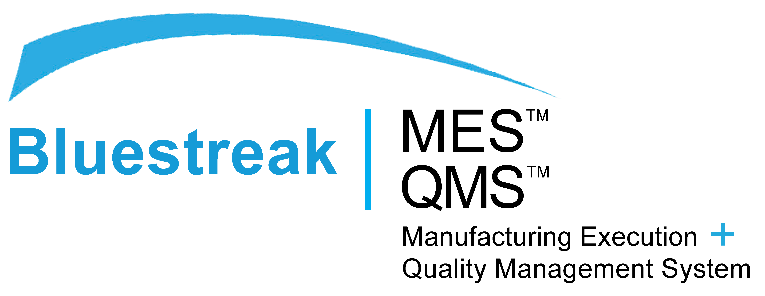 Bluestreak
MES™
QMS™
Manufacturing Execution +
Quality Management System